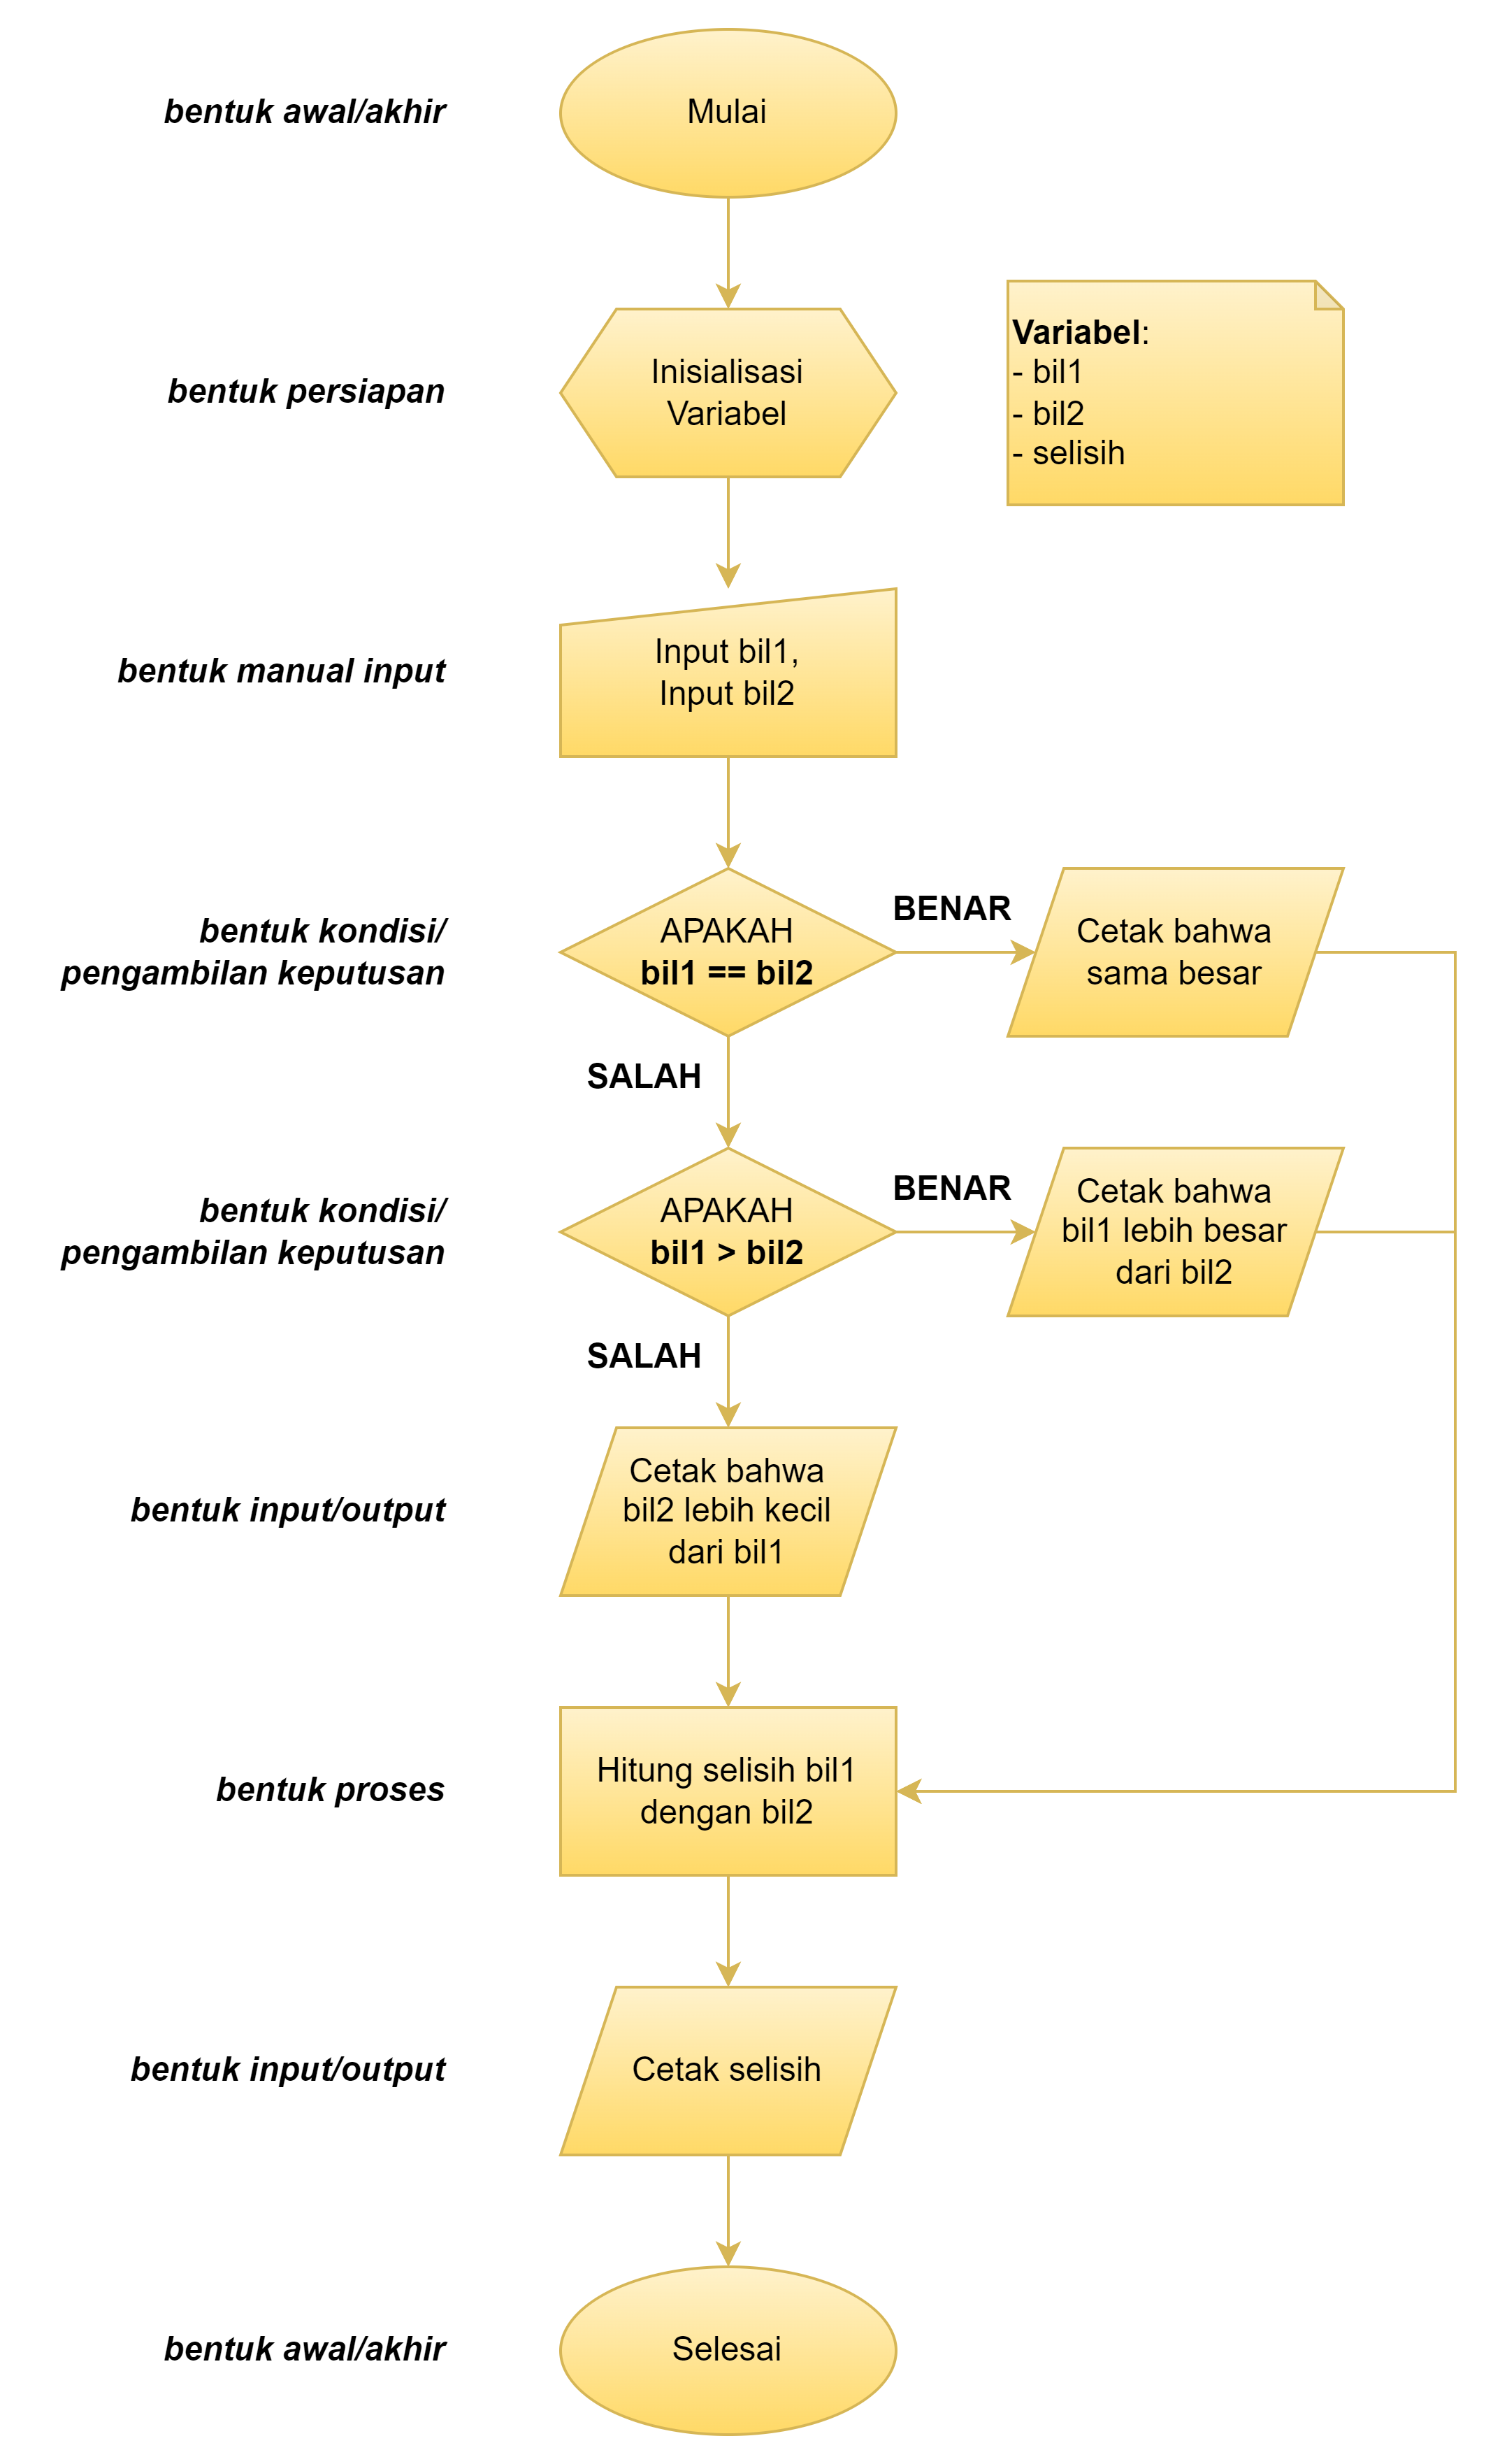 bentuk awal/akhir
Mulai
bentuk persiapan
Inisialisasi
Variabel
Variabel:
- bil1
- bil2
- selisih
bentuk manual input
Input bil1,
Input bil2
bentuk kondisi/
pengambilan keputusan
APAKAH
bil1 == bil2
BENAR
Cetak bahwa
sama besar
SALAH
bentuk kondisi/
pengambilan keputusan
APAKAH
bil1 > bil2
BENAR
Cetak bahwa
bil1 lebih besar
dari bil2
SALAH
bentuk input/output
Cetak bahwa
bil2 lebih kecil
dari bil1
bentuk proses
Hitung selisih bil1
dengan bil2
bentuk input/output
Cetak selisih
bentuk awal/akhir
Selesai